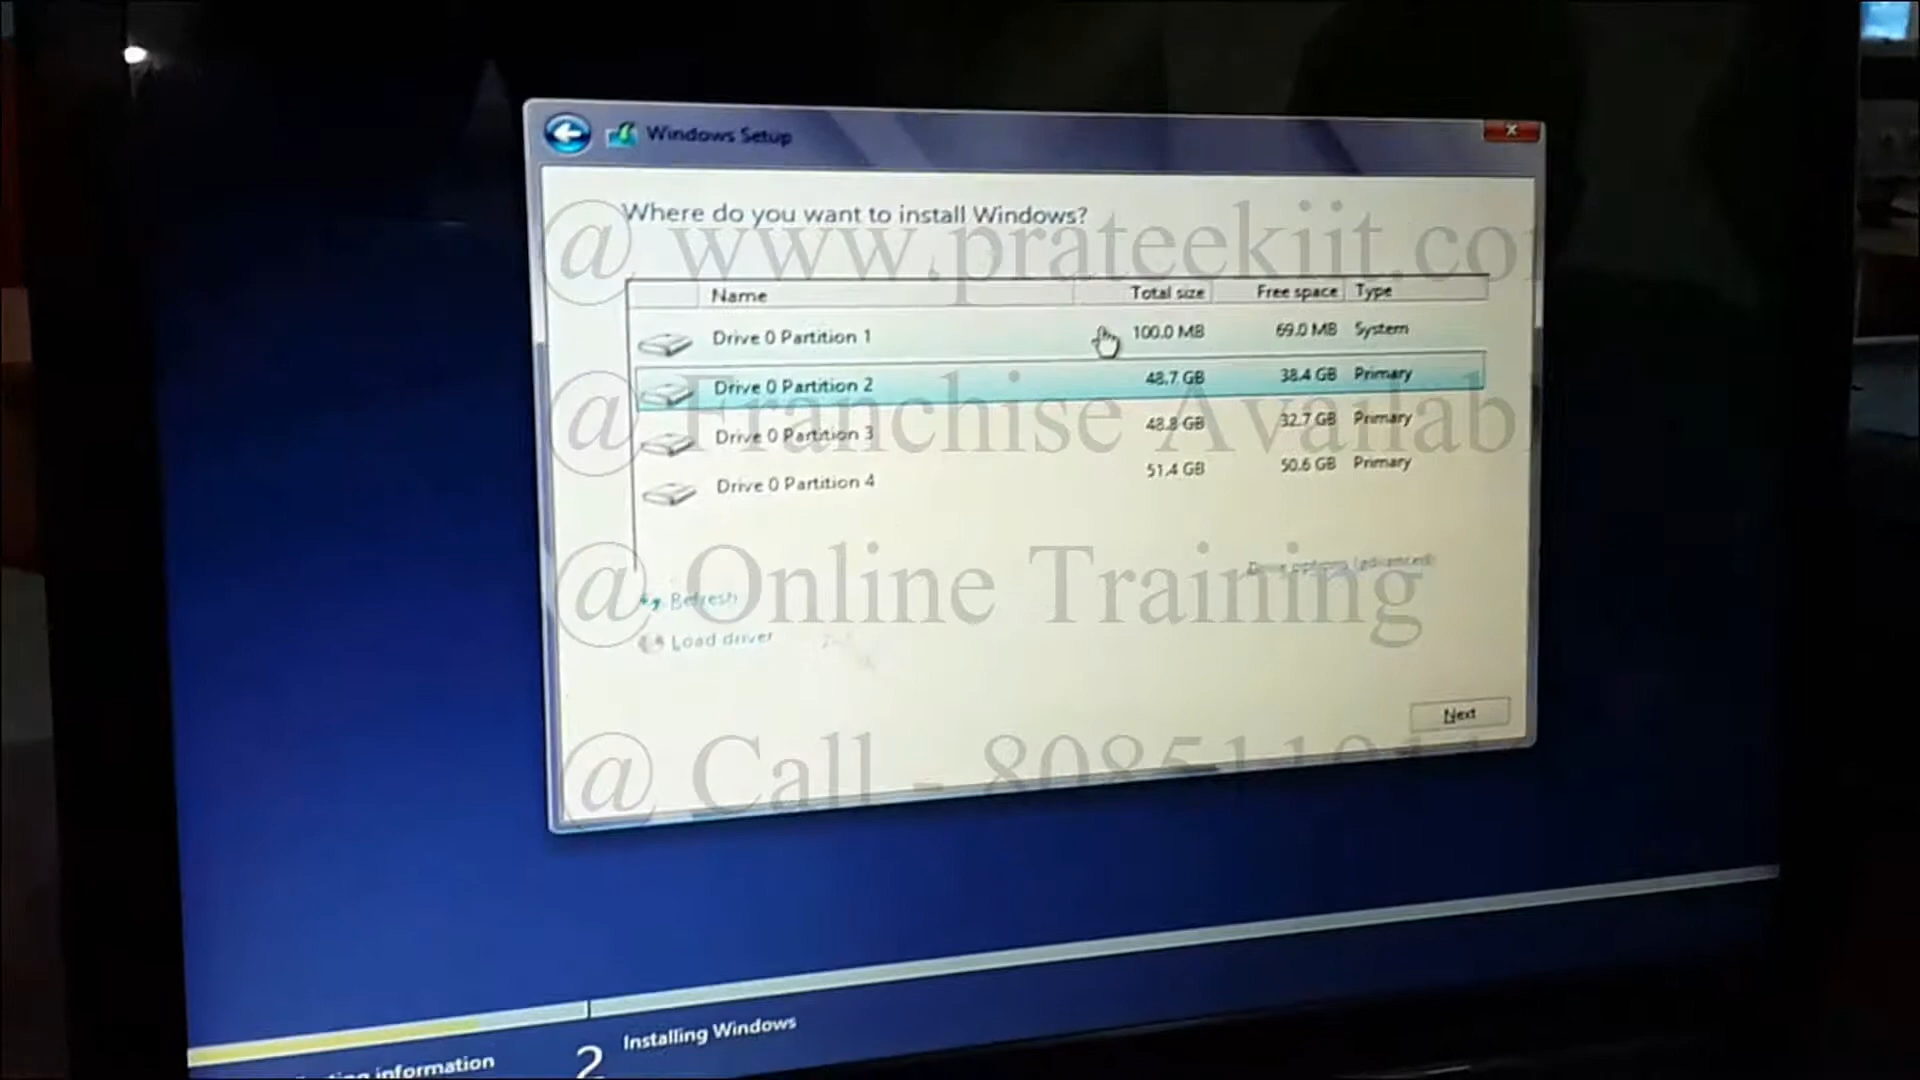 Windows Setup
Where do you want to install Windows?
@ www.prateekiit.co
Name Total size Free space Type
Drive 0 Partition 1 100.0 MB 69.0 MB System
Drive 0 Partition 2 48.7 GB 38.4 GB Primary
@ Franchise Availab
Drive 0 Partition 3 48.8 GB 32.7 GB Primary
Drive 0 Partition 4 51.4 GB 50.6 GB Primary
Drive options (advanced)
@ Online Training
Refresh
Load driver
Next
@ Call -
information
2 Installing Windows